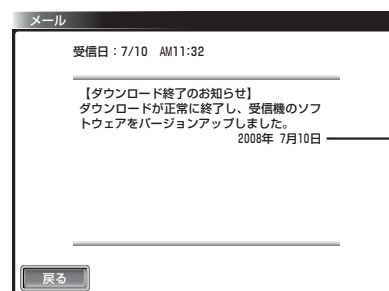 メール
受信日：7/10 AM11:32
【ダウンロード終了のお知らせ】
ダウンロードが正常に終了し、受信機のソフ
トウェアをバージョンアップしました。
2008年 7月10日
戻る